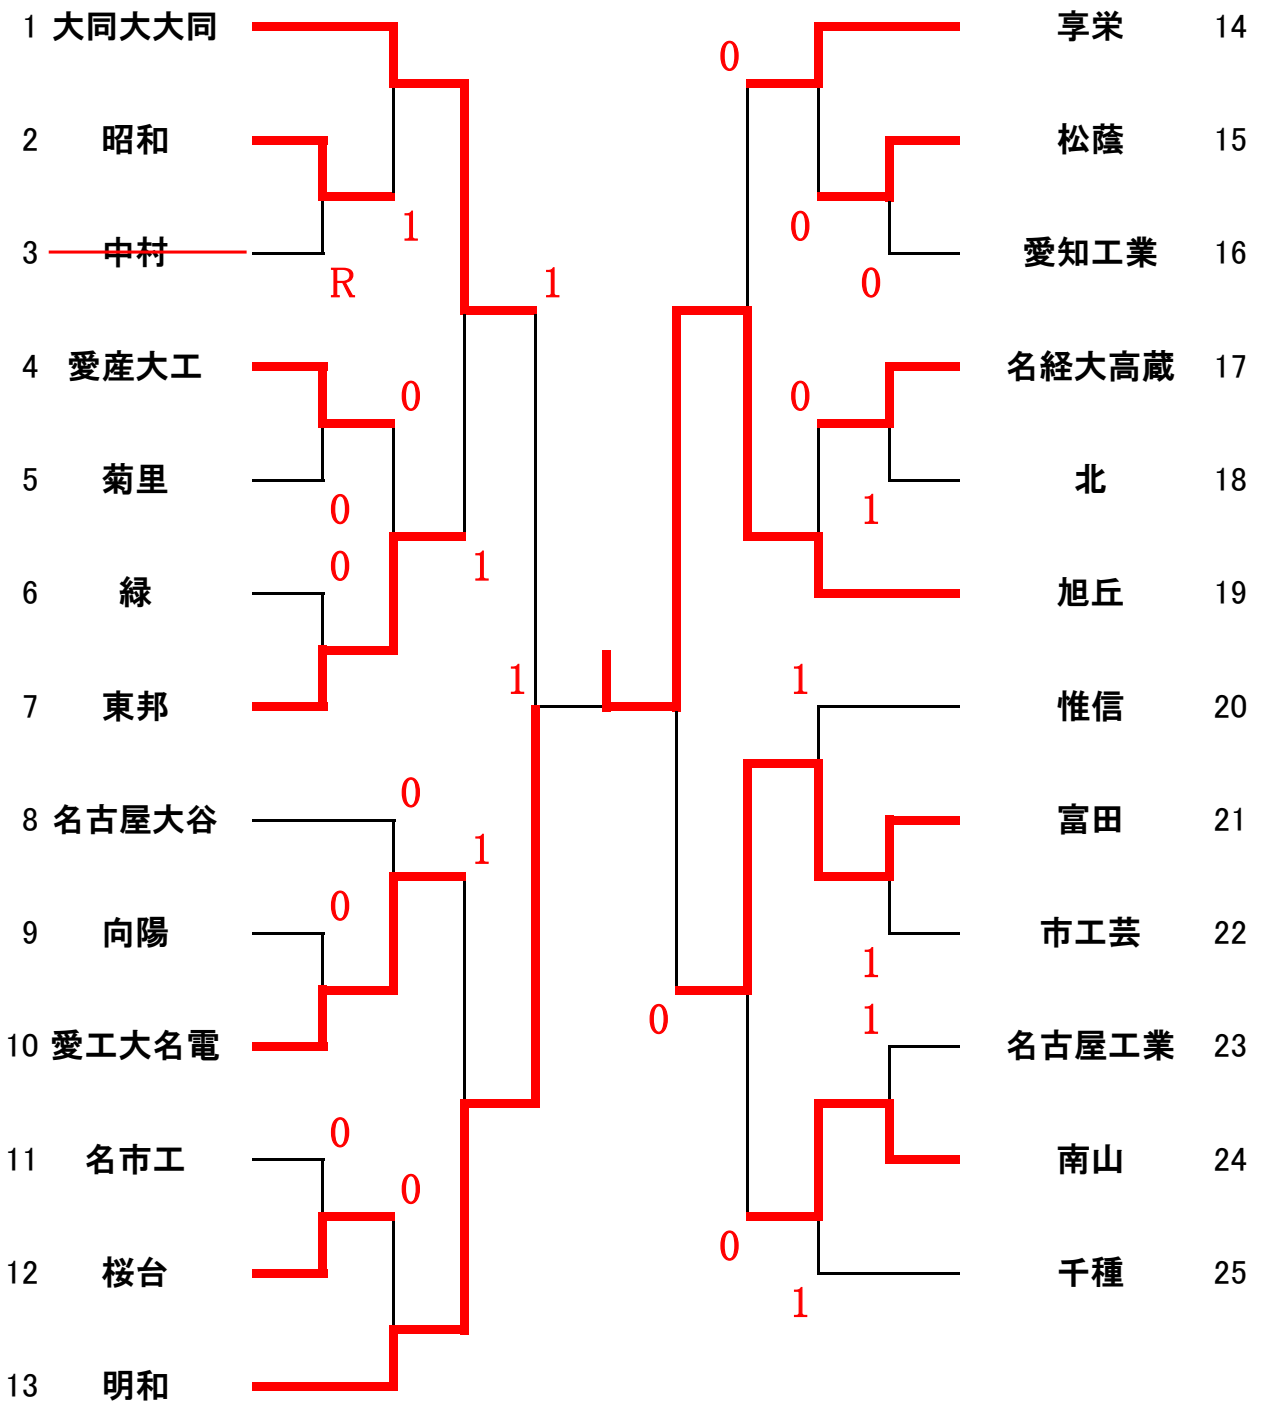 1 大同大大同
2 昭和
3 中村
4 愛産大工
5 菊里
6 緑
7 東邦
8 名古屋大谷
9 向陽
10 愛工大名電
11 名市工
12 桜台
13 明和
1
R
1
0
0
0
1
1
0
1
0
0
0
0
0
0
0
1
1
0
1
1
0
1
享栄 14
松蔭 15
愛知工業 16
名経大高蔵 17
北 18
旭丘 19
惟信 20
富田 21
市工芸 22
名古屋工業 23
南山 24
千種 25